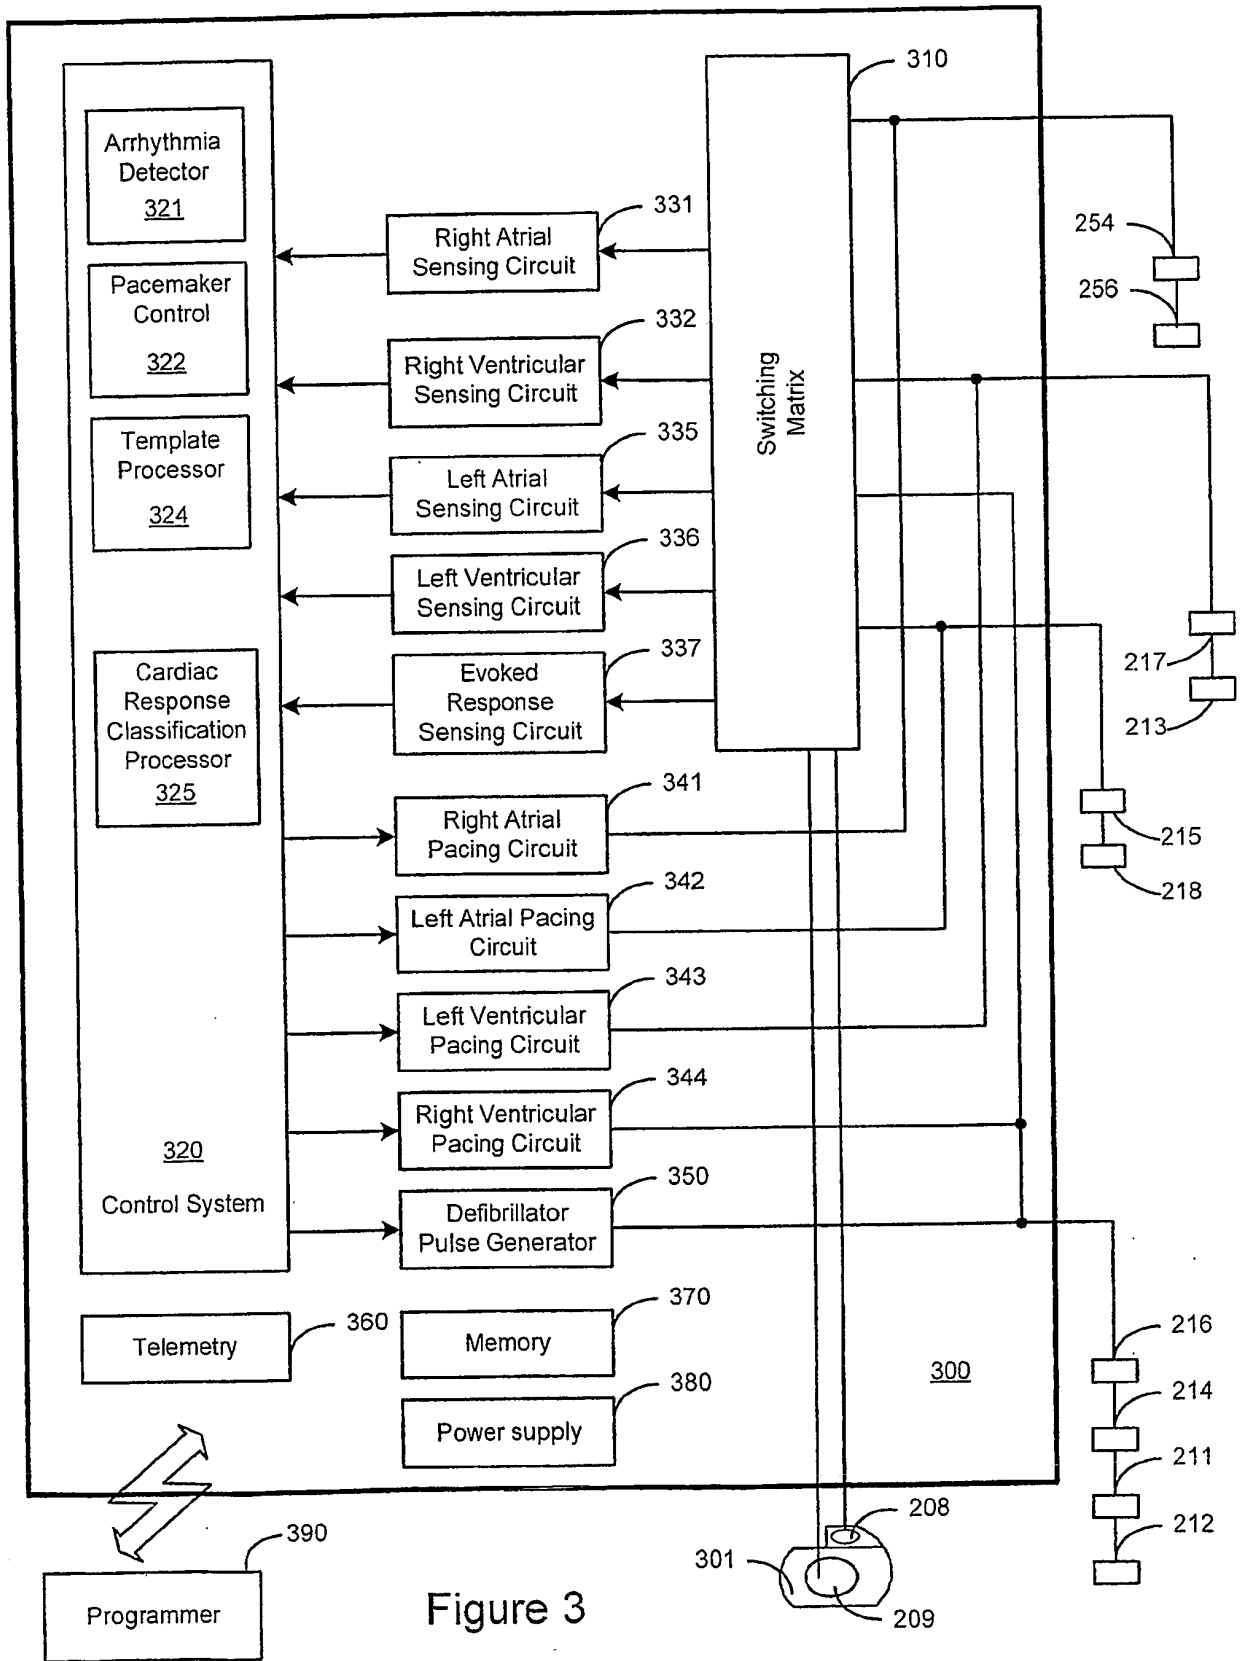 310
Arrhythmia
Detector
321
331
Right Atrial
Sensing Circuit
254
256
Pacemaker
Control
322
332
Right Ventricular
Sensing Circuit
Switching
Matrix
Template
Processor
324
335
Left Atrial
Sensing Circuit
336
Left Ventricular
Sensing Circuit
217
213
Cardiac
Response
Classification
Processor
325
337
Evoked
Response
Sensing Circuit
341
Right Atrial
Pacing Circuit
215
218
342
Left Atrial Pacing
Circuit
343
Left Ventricular
Pacing Circuit
344
Right Ventricular
Pacing Circuit
320
Control System
350
Defibrillator
Pulse Generator
360
Telemetry
370
Memory
380
Power supply
300
216
214
211
212
390
Programmer
208
301
209
Figure 3